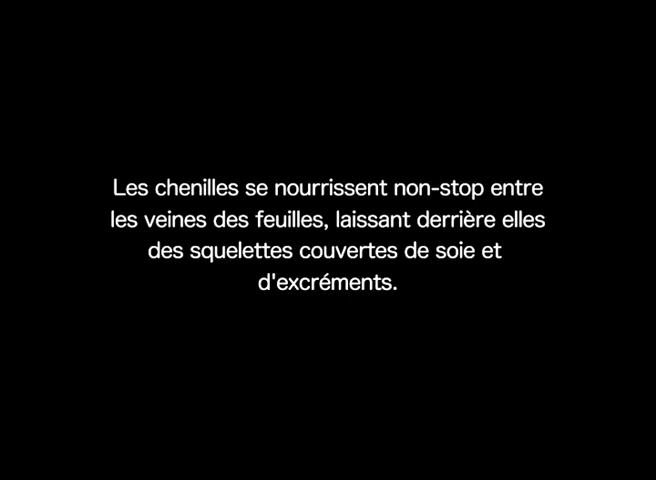 Les chenilles se nourrissent non-stop entre
les veines des feuilles, laissant derrière elles
des squelettes couvertes de soie et
d'excréments.